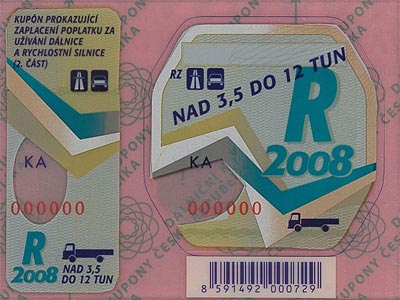 KUPÓN PROKAZUJÍCÍ
ZAPLACENÍ POPLATKU ZA
UŽÍVÁNÍ DÁLNICE
A RYCHLOSTNÍ SILNICE
(2. ČÁST)
KA
000000
R
2008
NAD 3,5
DO 12 TUN
RZ
NAD 3,5 DO 12 TUN
R
2008
KA
000000
8 591492 000729